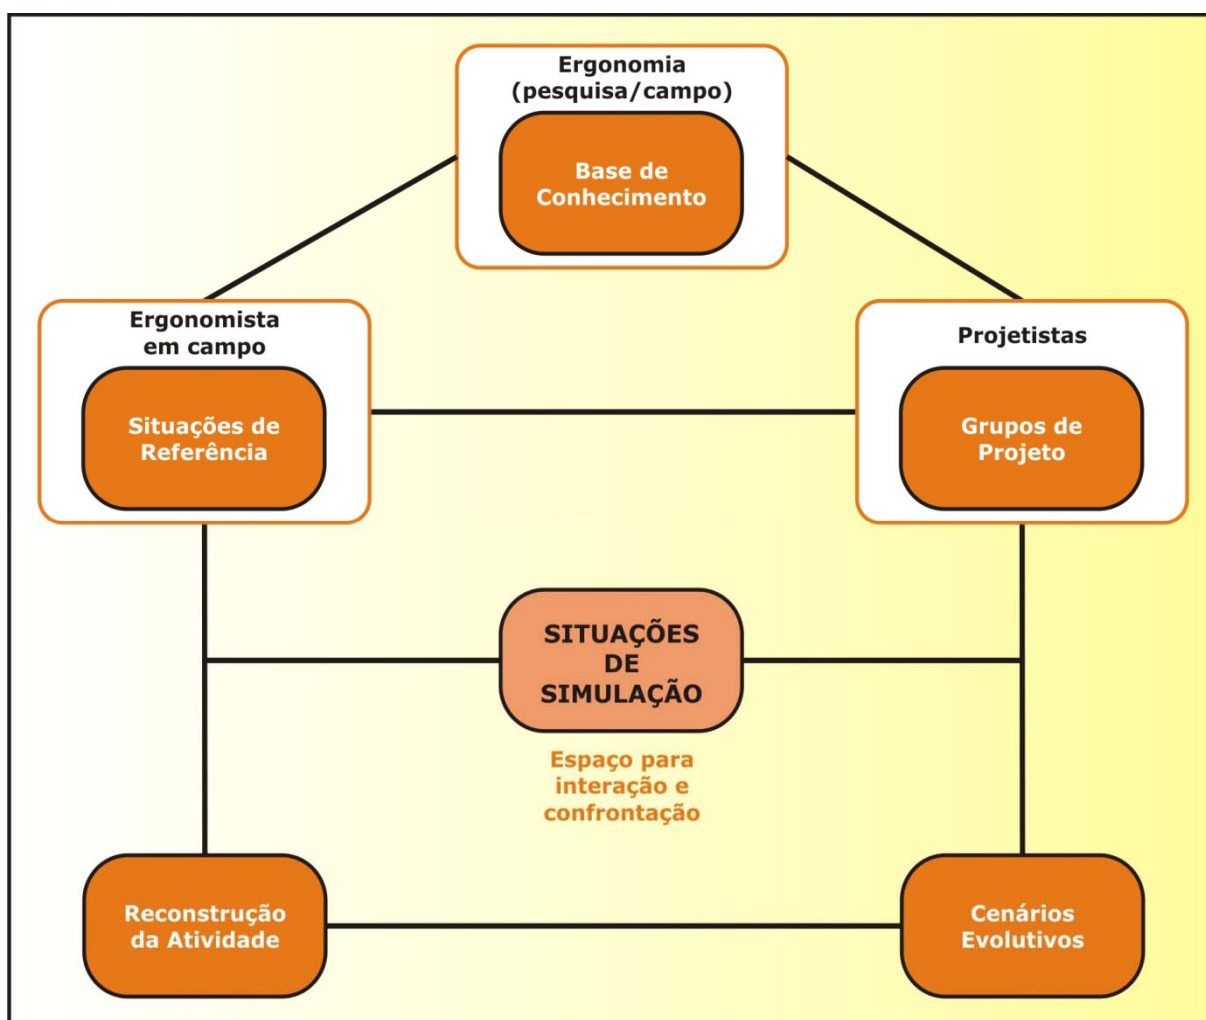 Ergonomia
(pesquisa/campo)
Base de
Conhecimento
Ergonomista
em campo
Situações de
Referência
Projetistas
Grupos de
Projeto
SITUAÇÕES
DE
SIMULAÇÃO
Espaço para
interação e
confrontação
Reconstrução
da Atividade
Cenários
Evolutivos